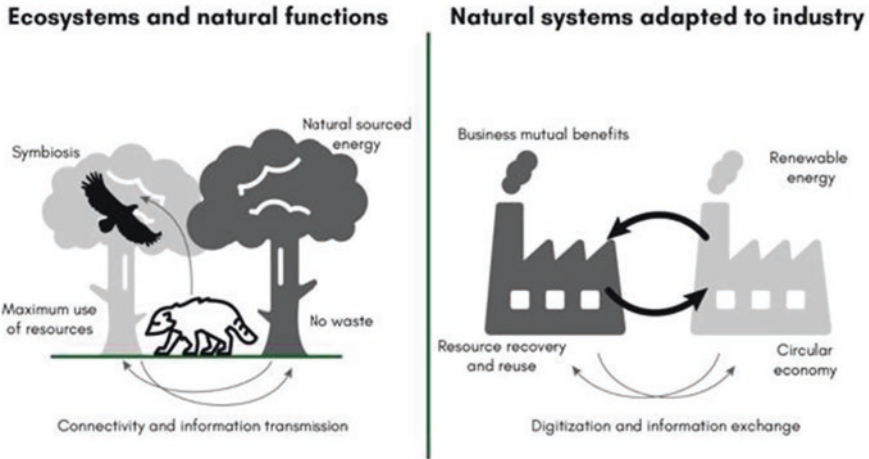 Ecosystems and natural functions
Symbiosis
Natural sourced
energy
Maximum use
of resources
No waste
Connectivity and information transmission
Natural systems adapted to industry
Business mutual benefits
Renewable
energy
Resource recovery
and reuse
Circular
economy
Digitization and information exchange